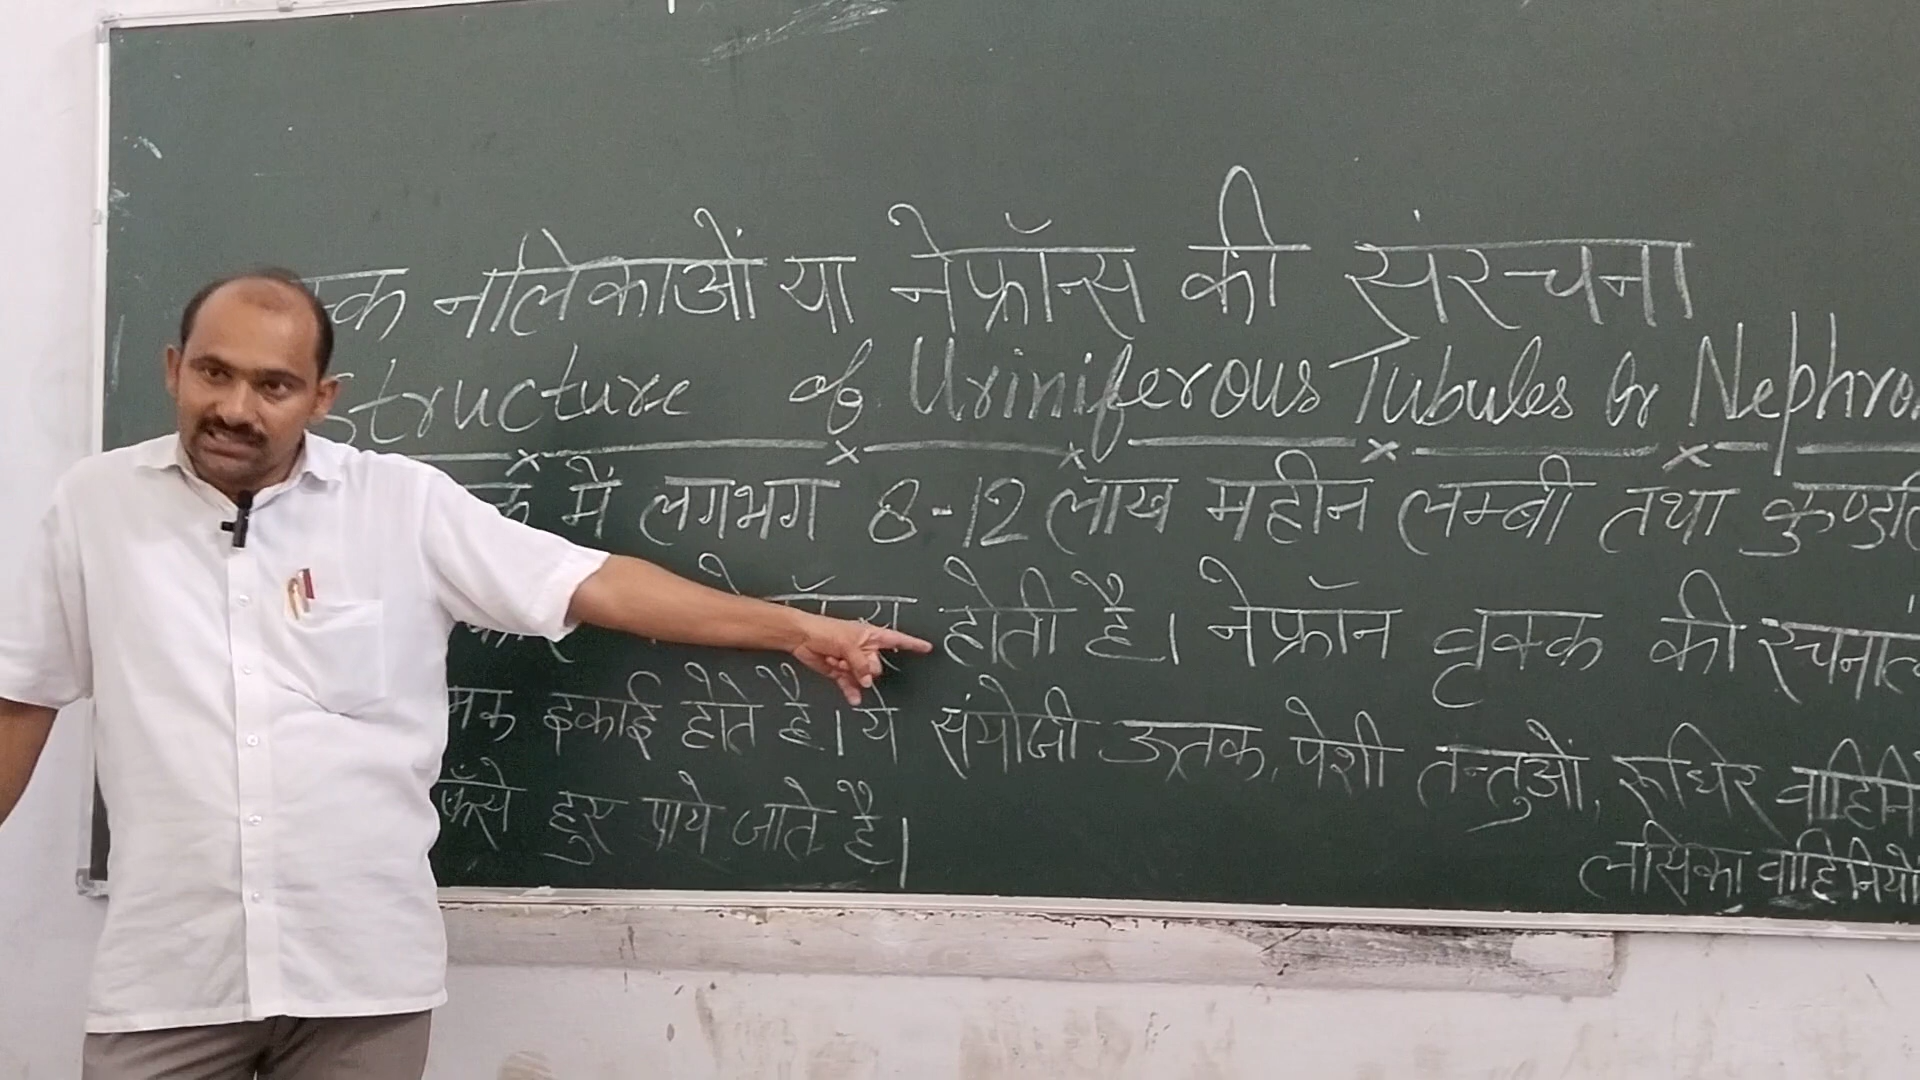 नलिकाओं या नेफ्रॉन्स की संरचना
Structure of Uriniferous Tubules or Nephron
में लगभग 8-12 लाख महीन लम्बी तथा
होती है। नेफ्रॉन वृक्क की
इकाई होते है। ये संयोजी ऊतक, पेशी तन्तुओं, रूधिर
फँसे हुए पाये जाते है।
लसिका वाहिनियों